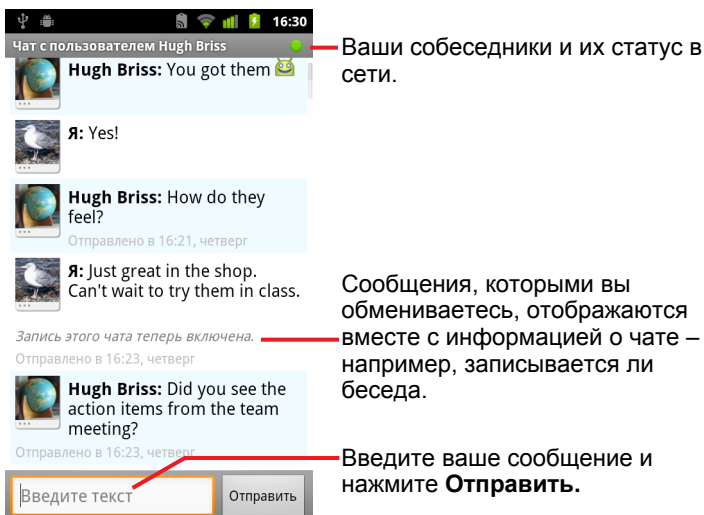 16:30
Чат с пользователем Hugh Briss
Hugh Briss: You got them
Я: Yes!
Hugh Briss: How do they
feel?
Отправлено в 16:21, четверг
Я: Just great in the shop.
Can't wait to try them in class.
Запись этого чата теперь включена.
Отправлено в 16:23, четверг
Hugh Briss: Did you see the
action items from the team
meeting?
Отправлено в 16:23, четверг
Введите текст
Отправить
Ваши собеседники и их статус в
сети.
Сообщения, которыми вы
обмениваетесь, отображаются
вместе с информацией о чате –
например, записывается ли
беседа.
Введите ваше сообщение и
нажмите Отправить.